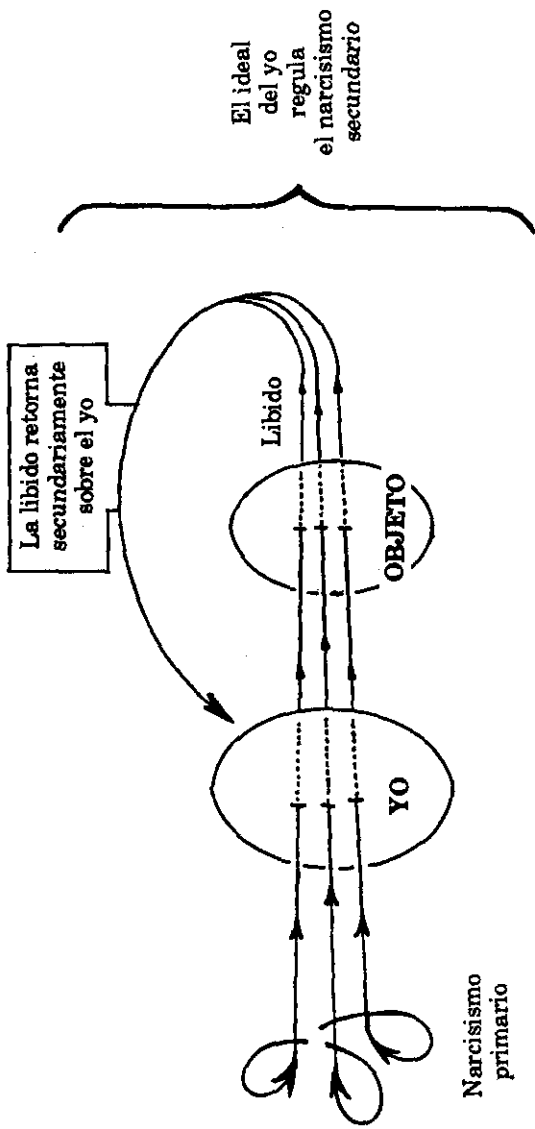 La libido retorna
secundariamente
sobre el yo
Narcisismo
primario
YO
OBJETO
Libido
El ideal
del yo
regula
el narcisismo
secundario